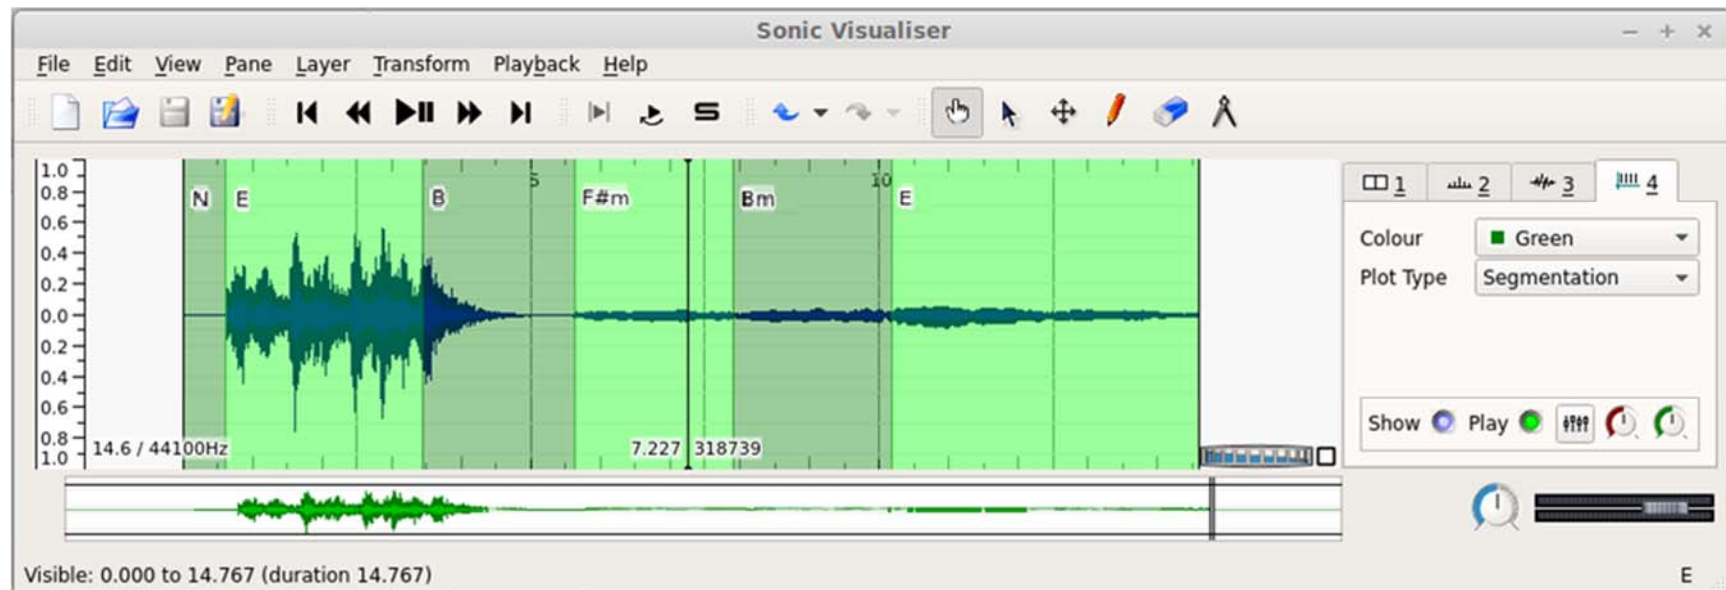 Sonic Visualiser
File Edit View Pane Layer Transform Playback Help
1 2 3 4
1.0
0.8
0.6
0.4
0.2
0.0
0.2
0.4
0.6
0.8
1.0
5 10
N E B F#m Bm E
14.6 / 44100Hz 7.227 318739
Colour Green
Plot Type Segmentation
Show Play
Visible: 0.000 to 14.767 (duration 14.767) E